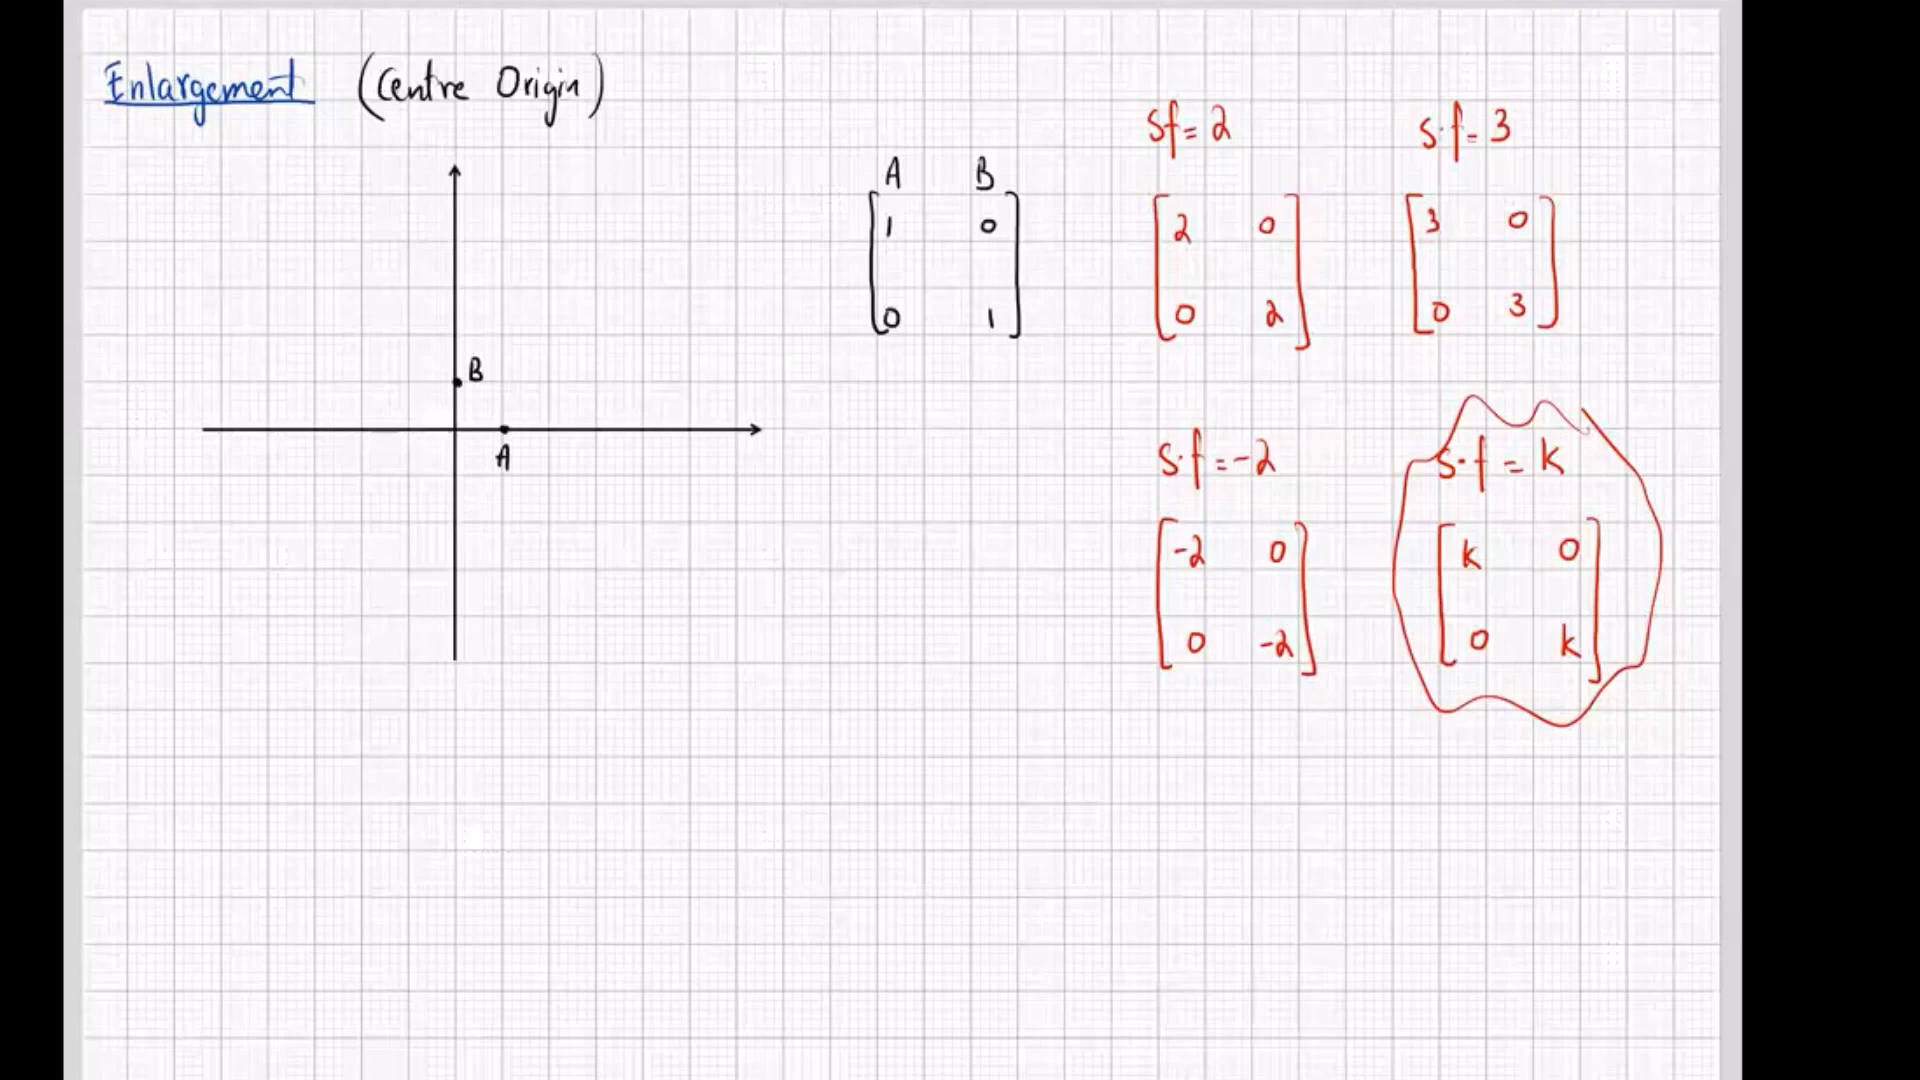 Enlargement (Centre Origin)
Sf = 2
s.f = 3
A B
1 0
0 1
2 0
0 2
3 0
0 3
B
A
s.f = -2
s.f = k
-2 0
0 -2
k 0
0 k